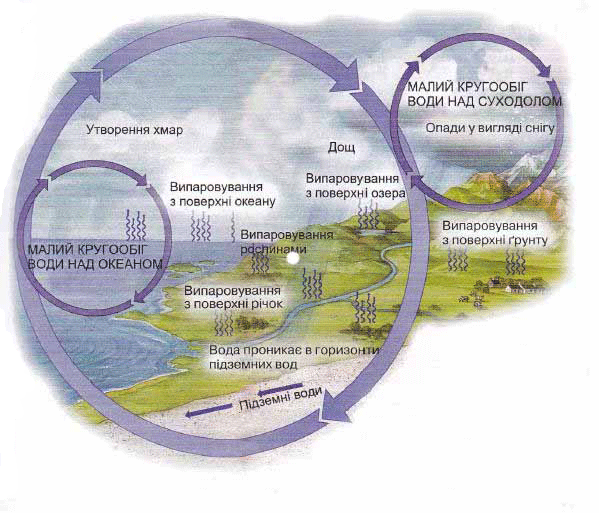 МАЛИЙ КРУГООБІГ
ВОДИ НАД СУХОДОЛОМ
Опади у вигляді снігу
Утворення хмар
Дощ
Випаровування
з поверхні озера
Випаровування
з поверхні океану
Випаровування
з поверхні ґрунту
Випаровування
рослинами
МАЛИЙ КРУГООБІГ
ВОДИ НАД ОКЕАНОМ
Випаровування
з поверхні річок
Вода проникає в горизонти
підземних вод
Підземні води